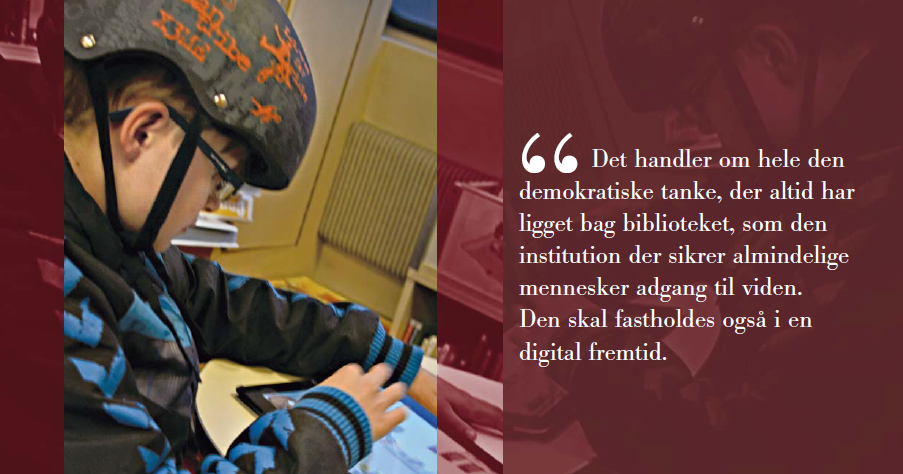 “ Det handler om hele den
demokratiske tanke, der altid har
ligget bag biblioteket, som den
institution der sikrer almindelige
mennesker adgang til viden.
Den skal fastholdes også i en
digital fremtid.